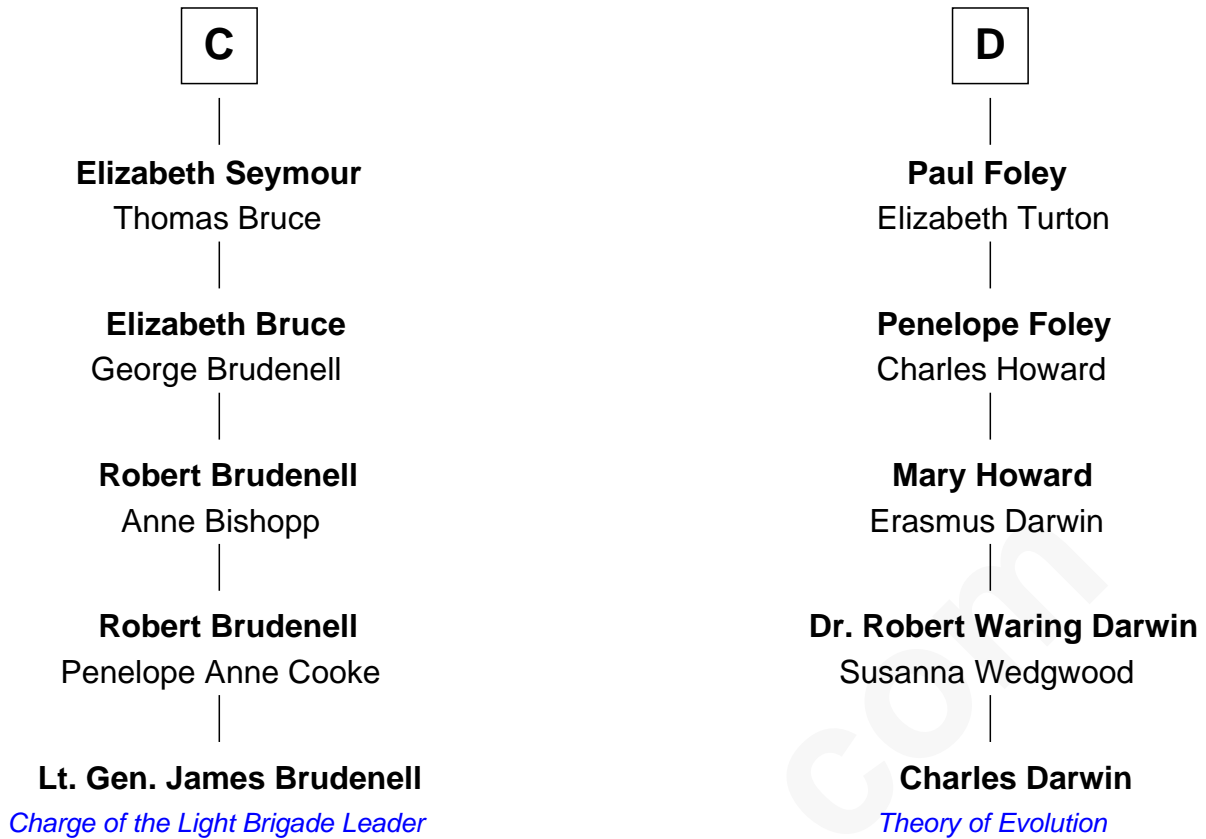 C
Elizabeth Seymour
Thomas Bruce
Elizabeth Bruce
George Brudenell
Robert Brudenell
Anne Bishopp
Robert Brudenell
Penelope Anne Cooke
Lt. Gen. James Brudenell
Charge of the Light Brigade Leader
D
Paul Foley
Elizabeth Turton
Penelope Foley
Charles Howard
Mary Howard
Erasmus Darwin
Dr. Robert Waring Darwin
Susanna Wedgwood
Charles Darwin
Theory of Evolution
com